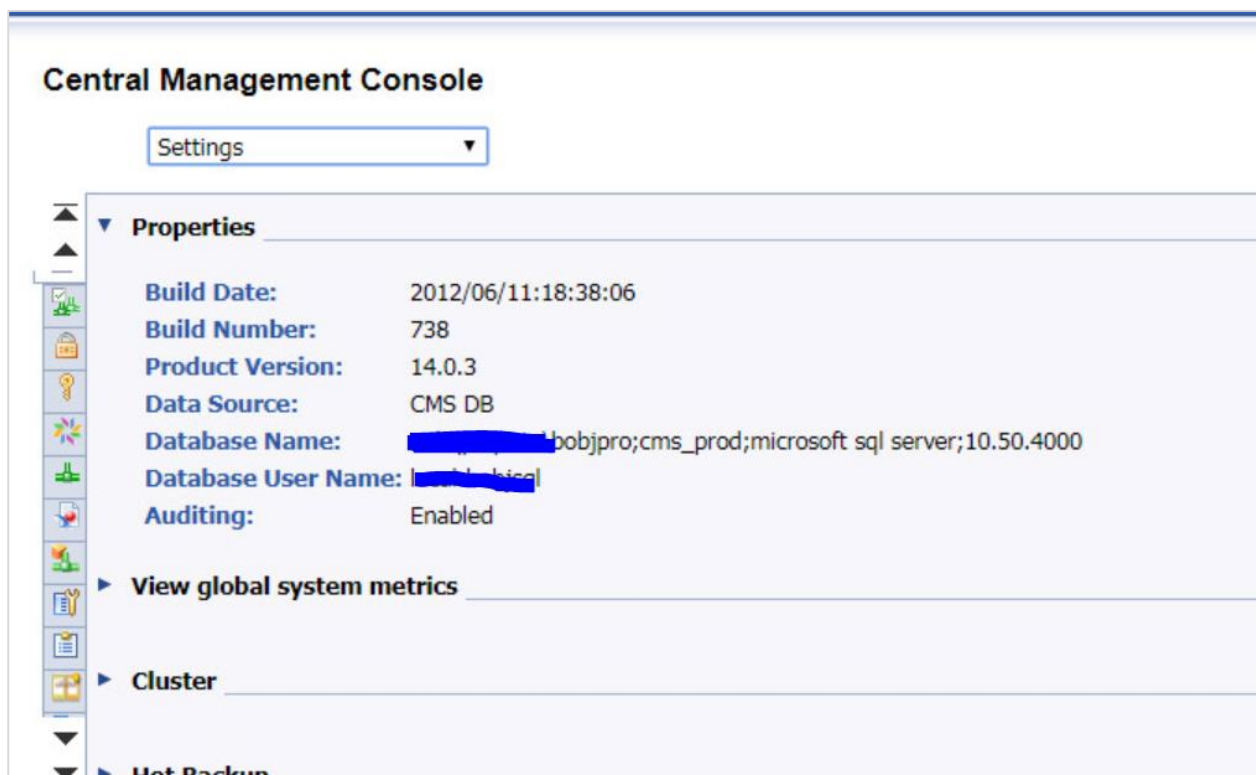 Central Management Console
Settings
Properties
Build Date: 2012/06/11:18:38:06
Build Number: 738
Product Version: 14.0.3
Data Source: CMS DB
Database Name: bobjpro;cms_prod;microsoft sql server;10.50.4000
Database User Name:
Auditing: Enabled
View global system metrics
Cluster
Hot Backup